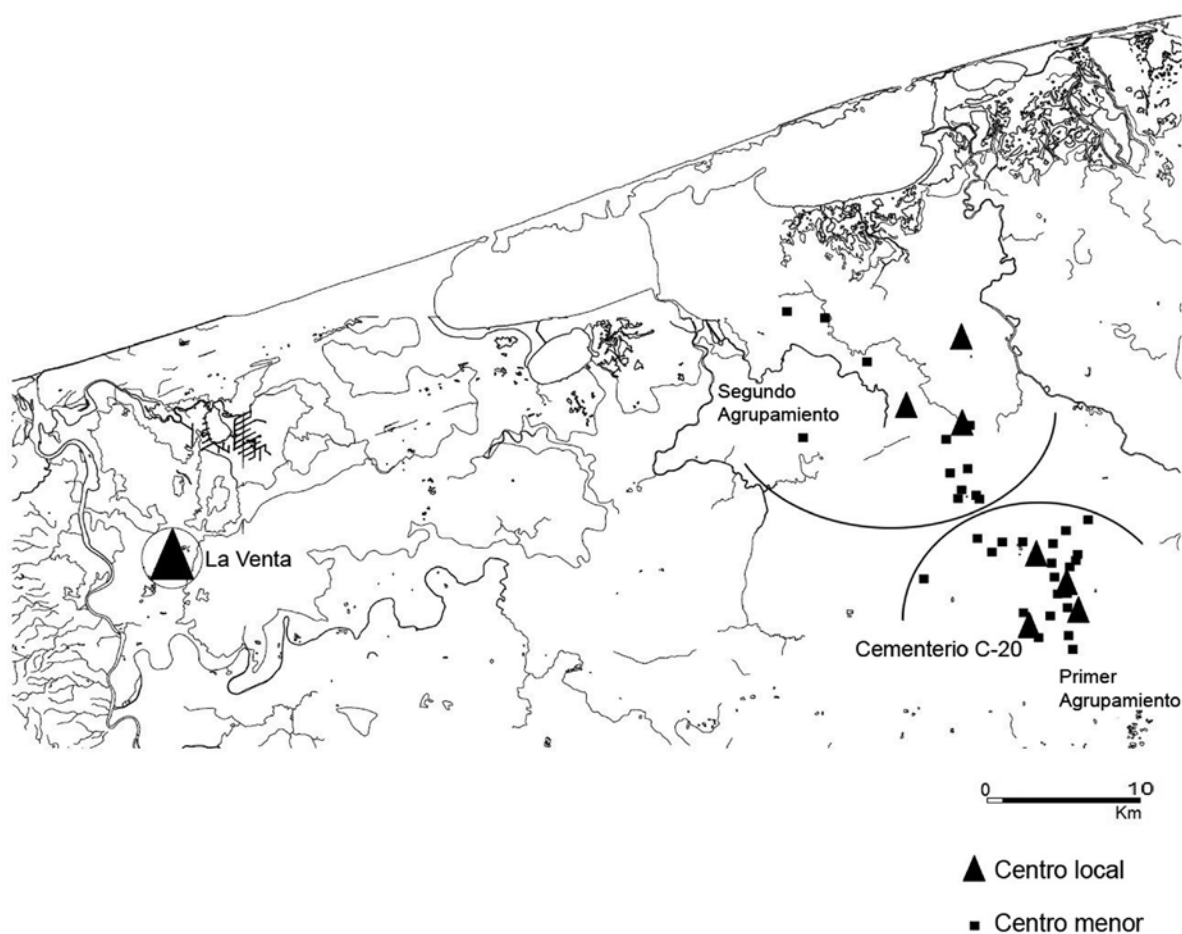 Segundo
Agrupamiento
La Venta
Cementerio C-20
Primer
Agrupamiento
0 10
Km
Centro local
Centro menor